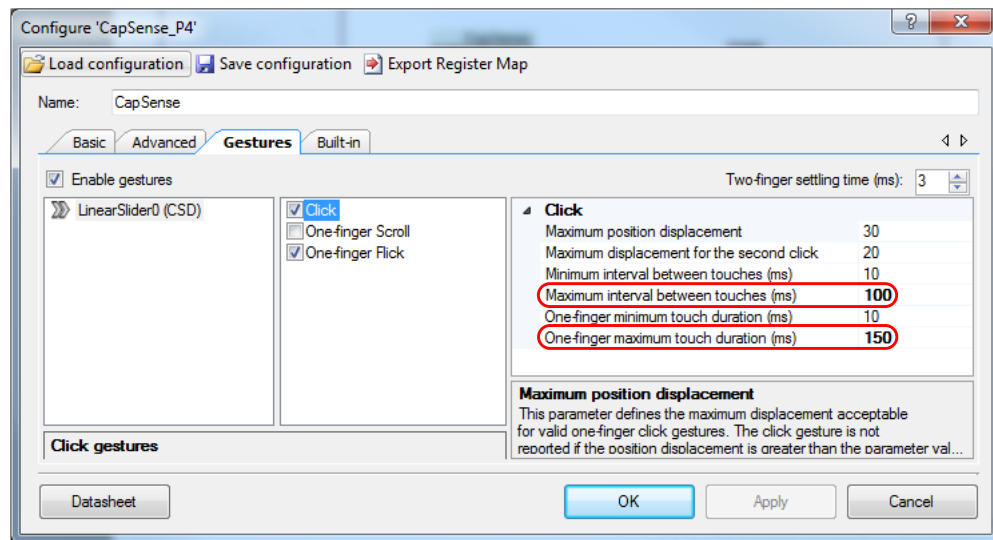 Configure 'CapSense_P4'
Load configuration Save configuration Export Register Map
Name: CapSense
Basic Advanced Gestures Built-in
Enable gestures Two-finger settling time (ms): 3
LinearSlider0 (CSD)
Click
One-finger Scroll
One-finger Flick
Click
Maximum position displacement 30
Maximum displacement for the second click 20
Minimum interval between touches (ms) 10
Maximum interval between touches (ms) 100
One-finger minimum touch duration (ms) 10
One-finger maximum touch duration (ms) 150
Maximum position displacement
This parameter defines the maximum displacement acceptable
for valid one-finger click gestures. The click gesture is not
reported if the position displacement is greater than the parameter val...
Click gestures
Datasheet OK Apply Cancel